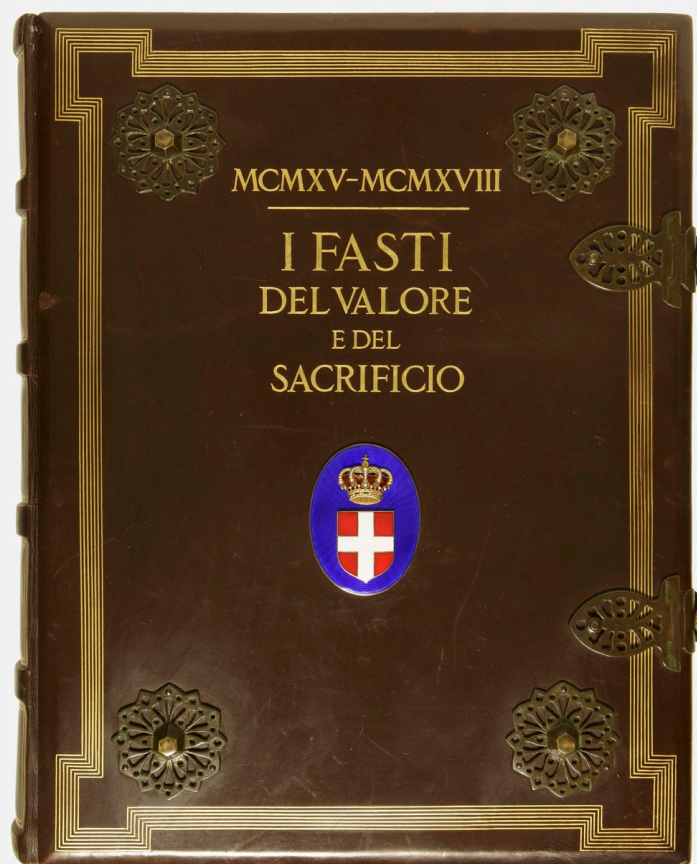 MCMXV-MCMXVIII
I FASTI
DEL VALORE
E DEL
SACRIFICIO